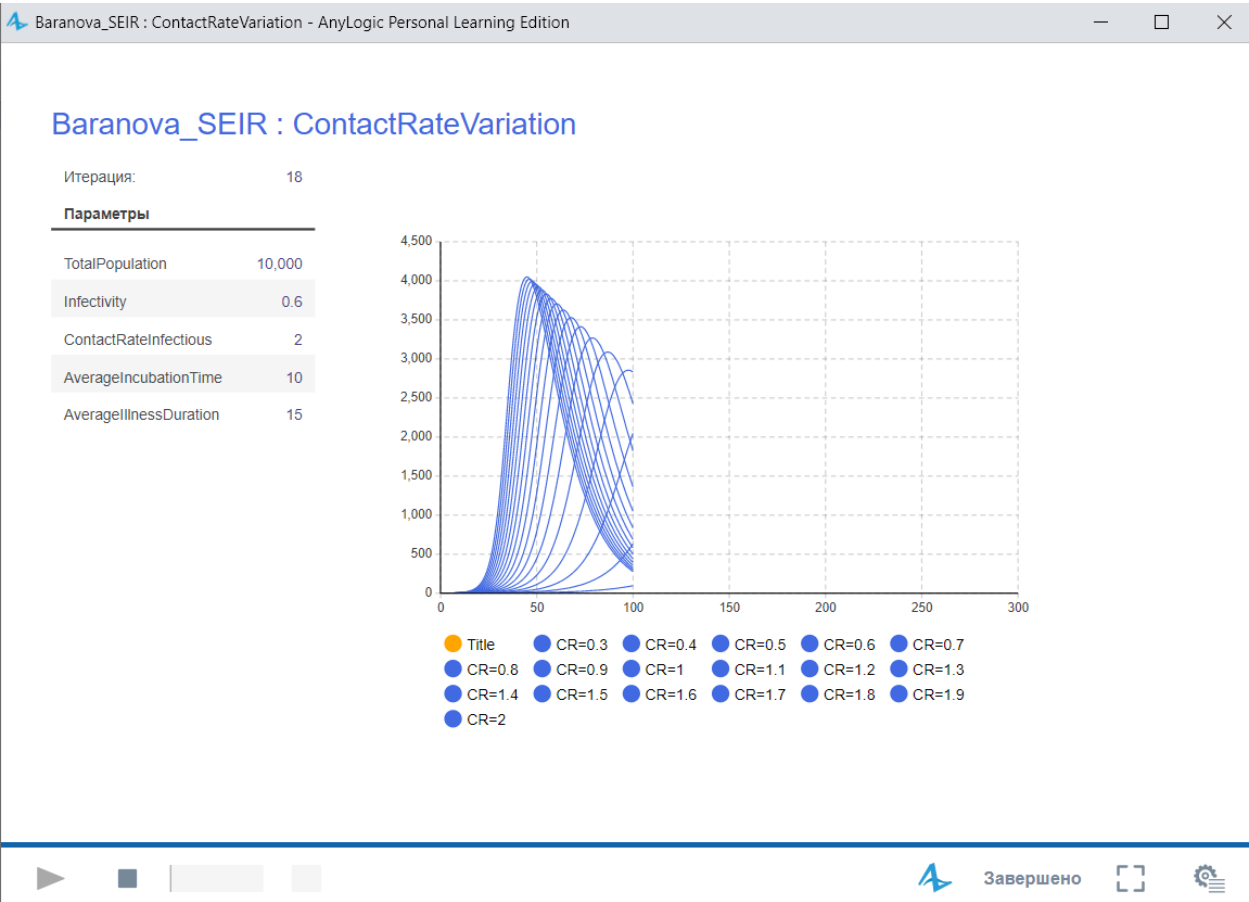 Baranova_SEIR : ContactRateVariation - AnyLogic Personal Learning Edition
Baranova_SEIR : ContactRateVariation
Итерация: 18
Параметры
TotalPopulation 10,000
Infectivity 0.6
ContactRateInfectious 2
AverageIncubationTime 10
AverageIllnessDuration 15
4,500
4,000
3,500
3,000
2,500
2,000
1,500
1,000
500
0
0 50 100 150 200 250 300
Title CR=0.3 CR=0.4 CR=0.5 CR=0.6 CR=0.7
CR=0.8 CR=0.9 CR=1 CR=1.1 CR=1.2 CR=1.3
CR=1.4 CR=1.5 CR=1.6 CR=1.7 CR=1.8 CR=1.9
CR=2
Завершено